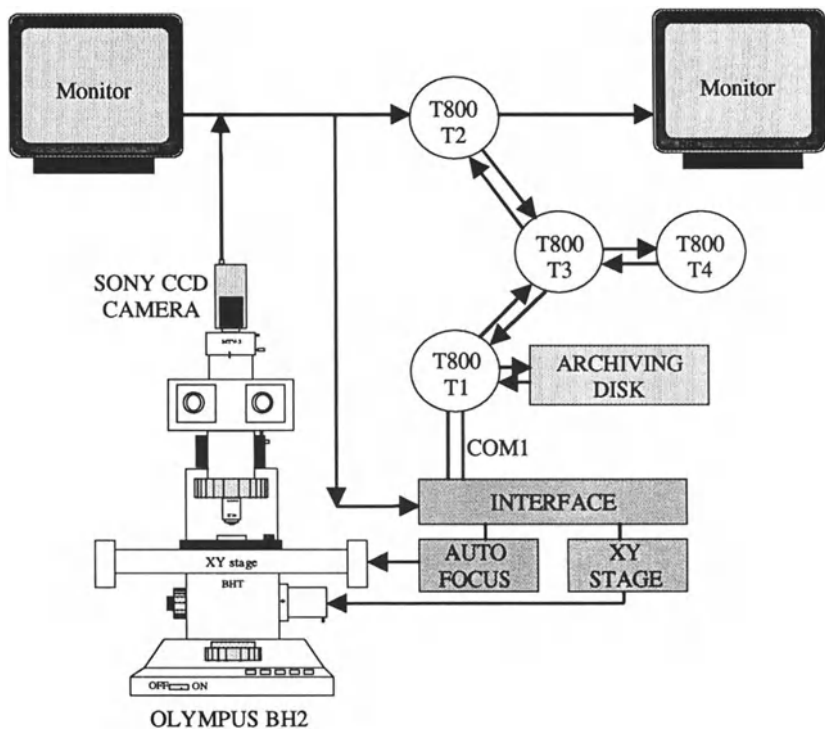 Monitor
Monitor
T800
T2
T800
T3
T800
T4
SONY CCD
CAMERA
T800
T1
ARCHIVING
DISK
COM1
INTERFACE
XY stage
AUTO
FOCUS
XY
STAGE
BHT
OFF
ON
OLYMPUS BH2